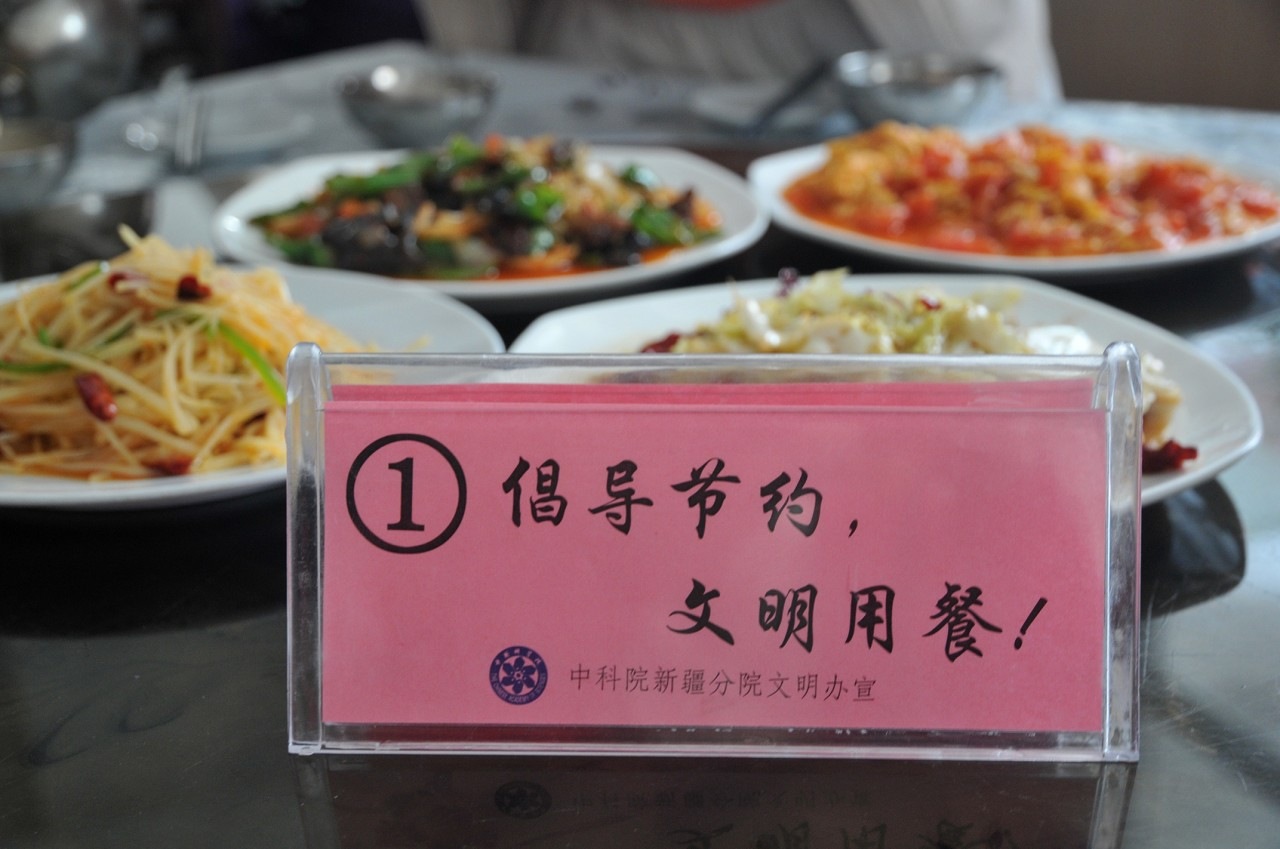 ① 倡导节约，
文明用餐！
中科院新疆分院文明办宣